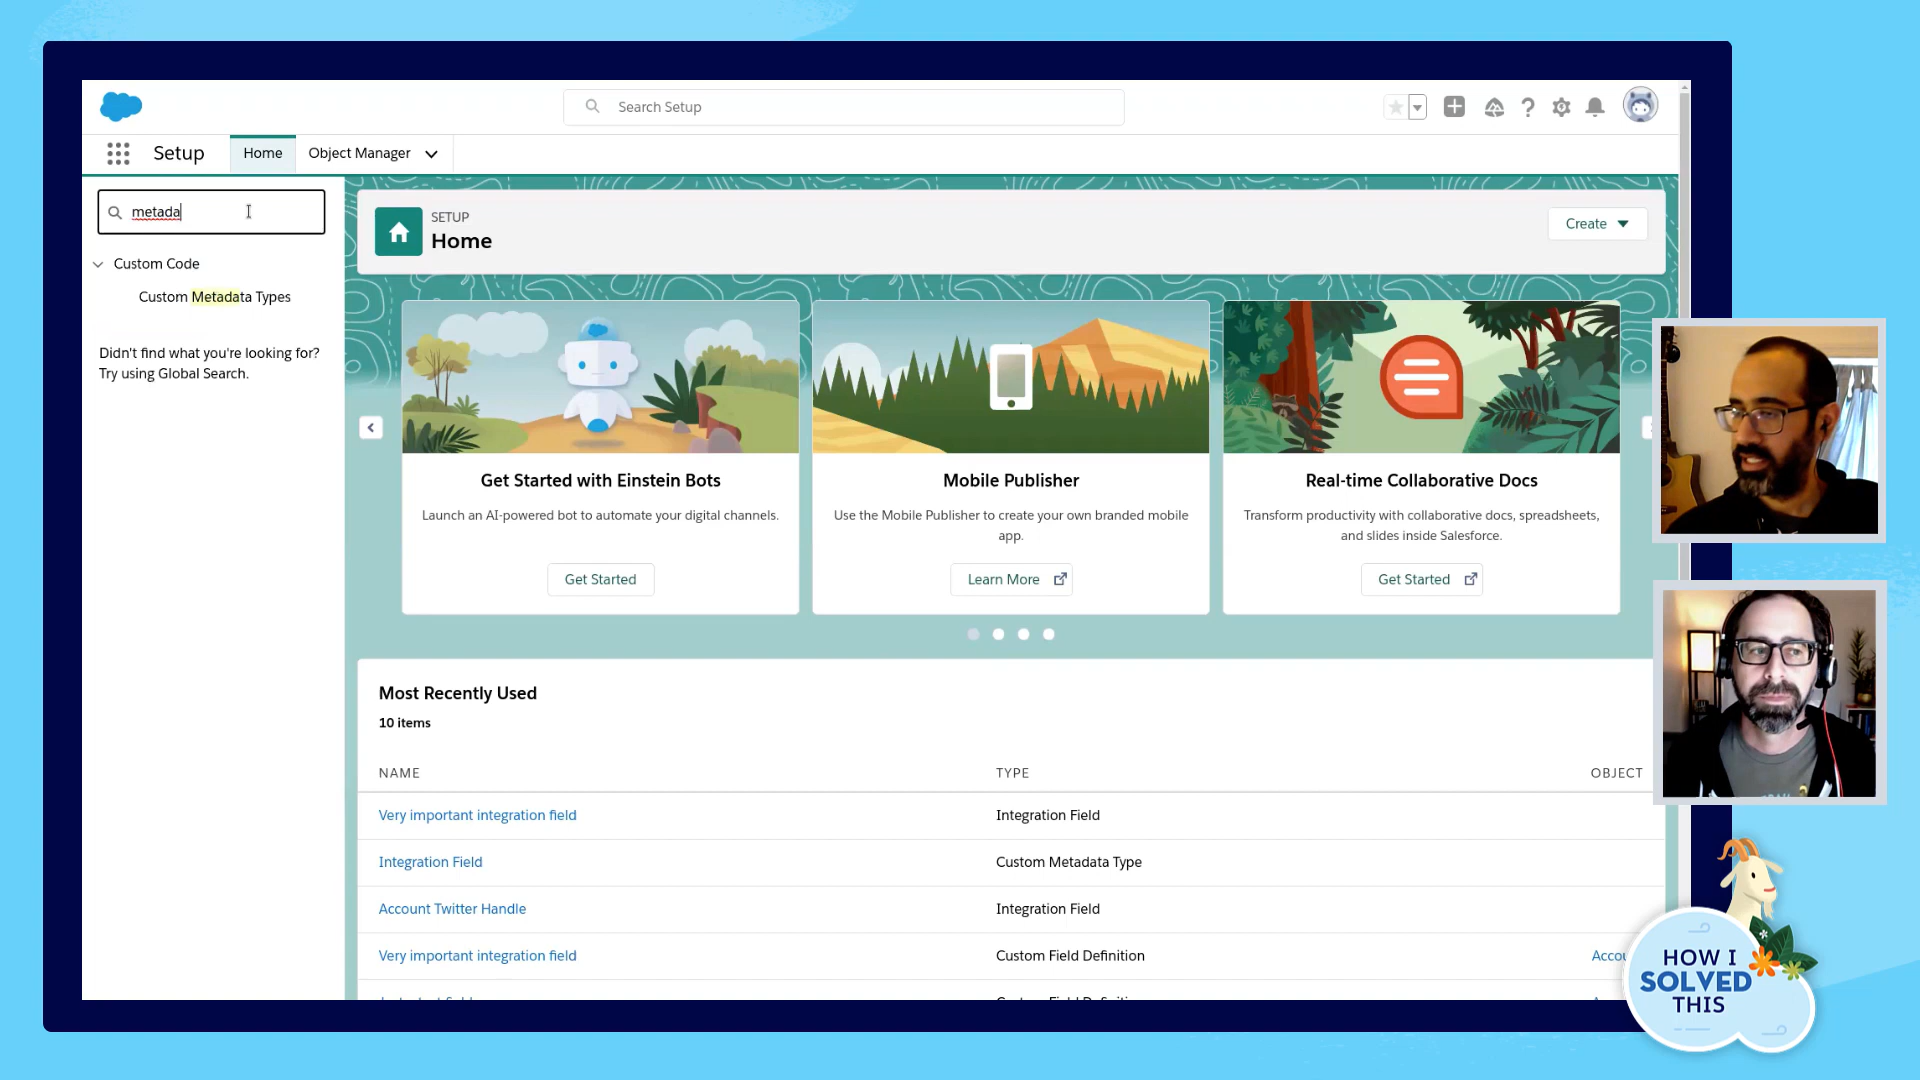 Search Setup
Setup
Home
Object Manager
metada
Custom Code
Custom Metadata Types
Didn't find what you're looking for?
Try using Global Search.
SETUP
Home
Create
Get Started with Einstein Bots
Launch an AI-powered bot to automate your digital channels.
Get Started
Mobile Publisher
Use the Mobile Publisher to create your own branded mobile
app.
Learn More
Real-time Collaborative Docs
Transform productivity with collaborative docs, spreadsheets,
and slides inside Salesforce.
Get Started
Most Recently Used
10 items
NAME TYPE OBJECT
Very important integration field Integration Field
Integration Field Custom Metadata Type
Account Twitter Handle Integration Field
Very important integration field Custom Field Definition Accou
HOW I
SOLVED
THIS